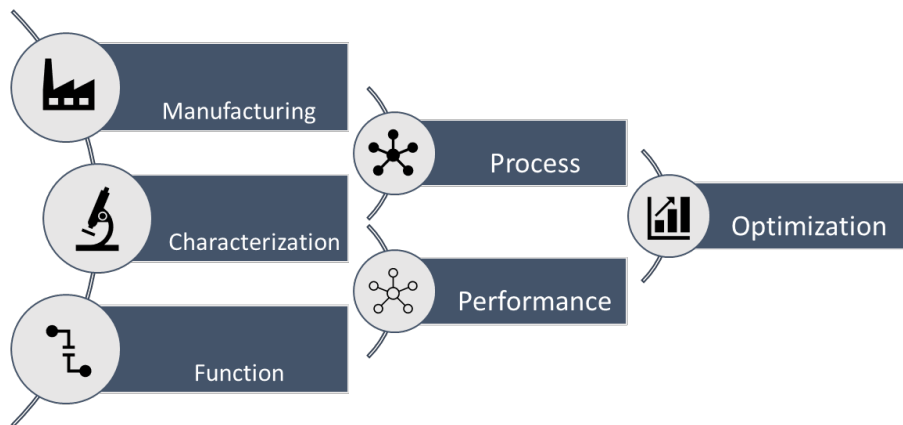 Manufacturing
Characterization
Function
Process
Performance
Optimization